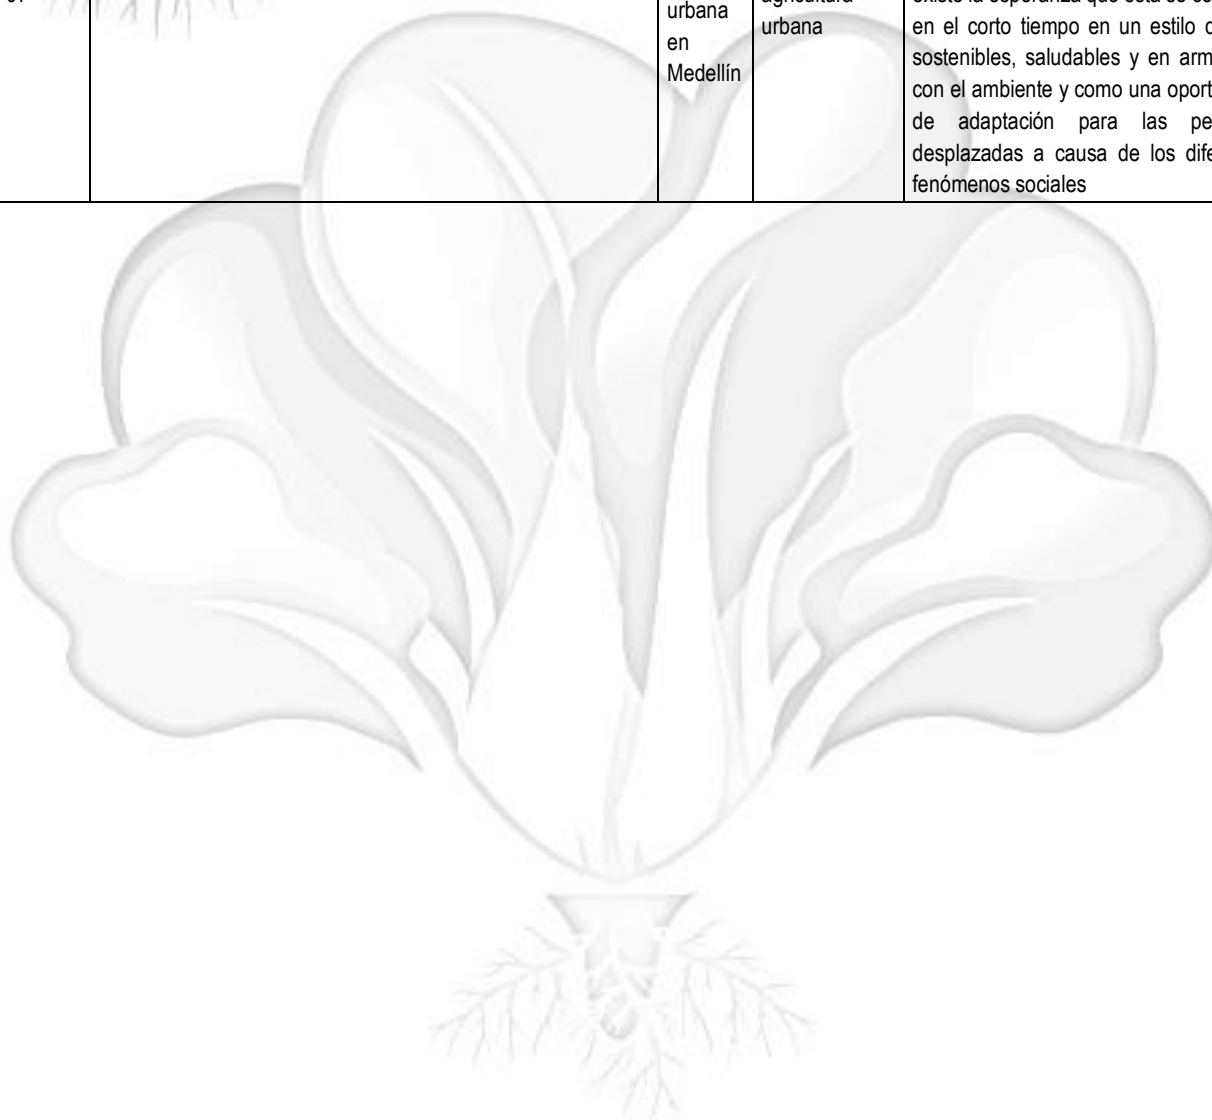 urbana
en
Medellín
urbana
en el corto tiempo en un estilo
sostenibles, saludables y en
con el ambiente y como una
de adaptación para las
desplazadas a causa de los
fenómenos sociales